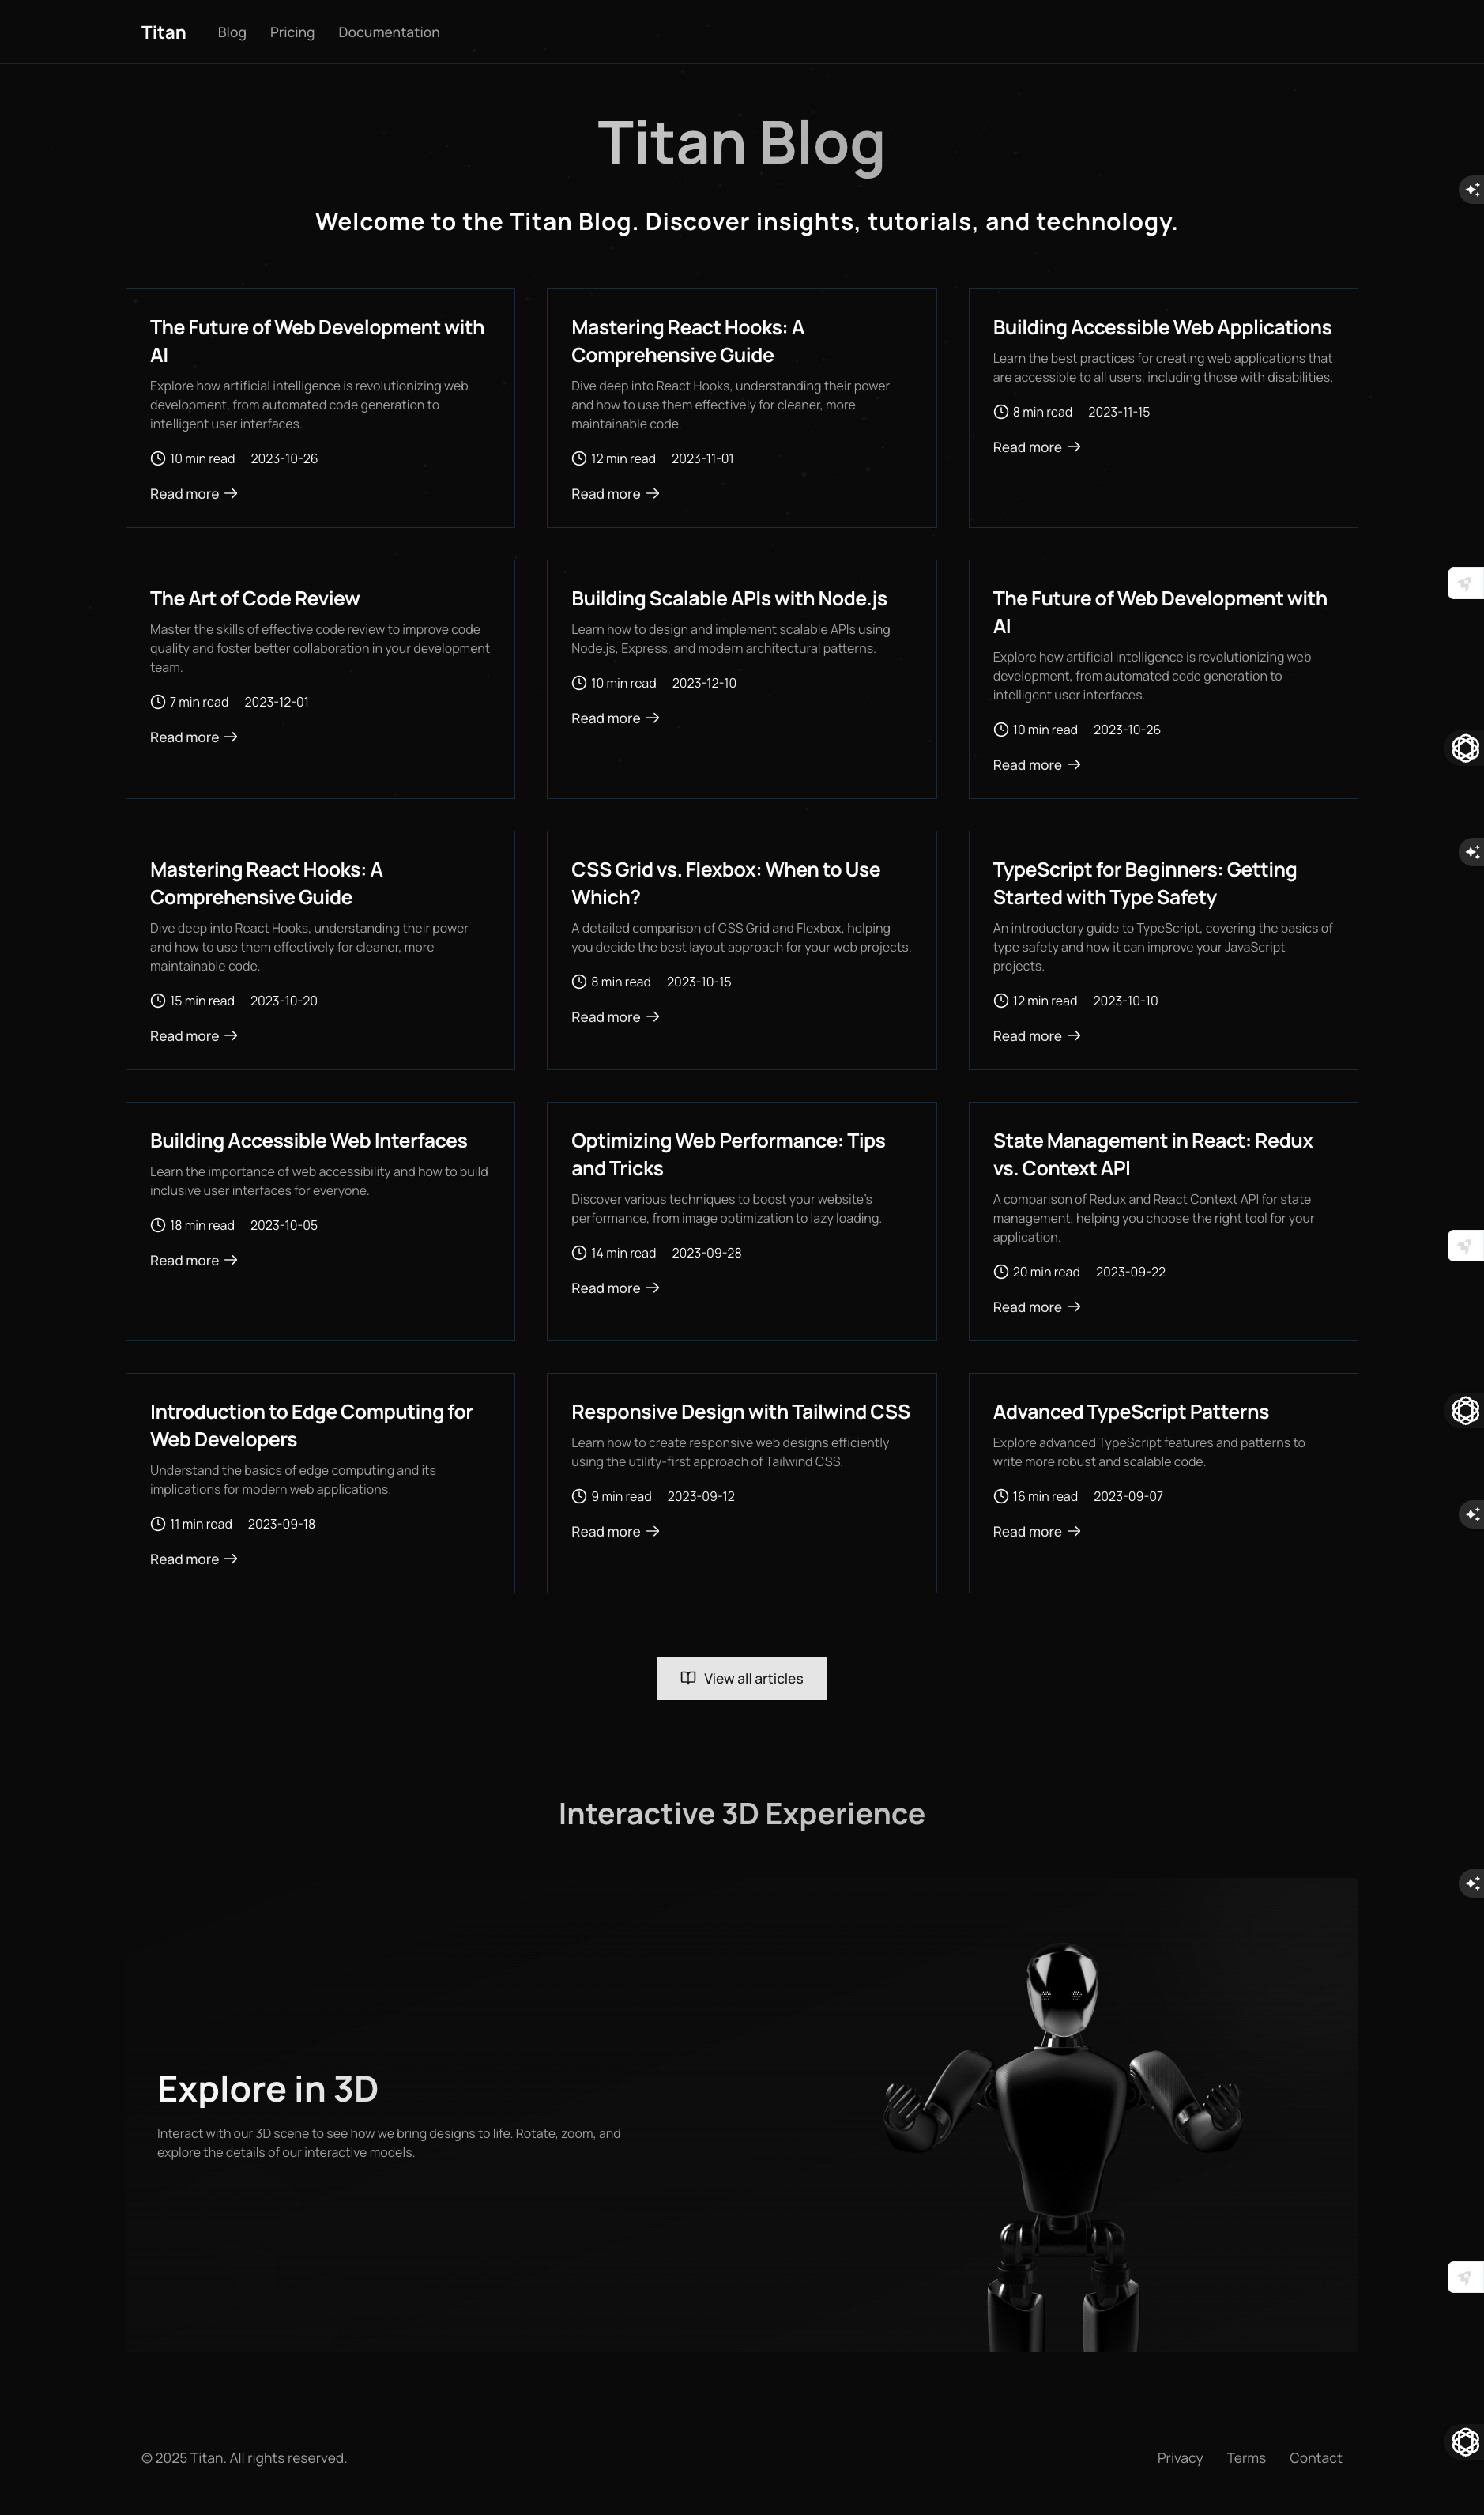 Titan Blog Pricing Documentation
Titan Blog
Welcome to the Titan Blog. Discover insights, tutorials, and technology.
The Future of Web Development with
AI
Explore how artificial intelligence is revolutionizing web
development, from automated code generation to
intelligent user interfaces.
10 min read 2023-10-26
Read more
Mastering React Hooks: A
Comprehensive Guide
Dive deep into React Hooks, understanding their power
and how to use them effectively for cleaner, more
maintainable code.
12 min read 2023-11-01
Read more
Building Accessible Web Applications
Learn the best practices for creating web applications that
are accessible to all users, including those with disabilities.
8 min read 2023-11-15
Read more
The Art of Code Review
Master the skills of effective code review to improve code
quality and foster better collaboration in your development
team.
7 min read 2023-12-01
Read more
Building Scalable APIs with Node.js
Learn how to design and implement scalable APIs using
Node.js, Express, and modern architectural patterns.
10 min read 2023-12-10
Read more
The Future of Web Development with
AI
Explore how artificial intelligence is revolutionizing web
development, from automated code generation to
intelligent user interfaces.
10 min read 2023-10-26
Read more
Mastering React Hooks: A
Comprehensive Guide
Dive deep into React Hooks, understanding their power
and how to use them effectively for cleaner, more
maintainable code.
15 min read 2023-10-20
Read more
CSS Grid vs. Flexbox: When to Use
Which?
A detailed comparison of CSS Grid and Flexbox, helping
you decide the best layout approach for your web projects.
8 min read 2023-10-15
Read more
TypeScript for Beginners: Getting
Started with Type Safety
An introductory guide to TypeScript, covering the basics of
type safety and how it can improve your JavaScript
projects.
12 min read 2023-10-10
Read more
Building Accessible Web Interfaces
Learn the importance of web accessibility and how to build
inclusive user interfaces for everyone.
18 min read 2023-10-05
Read more
Optimizing Web Performance: Tips
and Tricks
Discover various techniques to boost your website's
performance, from image optimization to lazy loading.
14 min read 2023-09-28
Read more
State Management in React: Redux
vs. Context API
A comparison of Redux and React Context API for state
management, helping you choose the right tool for your
application.
20 min read 2023-09-22
Read more
Introduction to Edge Computing for
Web Developers
Understand the basics of edge computing and its
implications for modern web applications.
11 min read 2023-09-18
Read more
Responsive Design with Tailwind CSS
Learn how to create responsive web designs efficiently
using the utility-first approach of Tailwind CSS.
9 min read 2023-09-12
Read more
Advanced TypeScript Patterns
Explore advanced TypeScript features and patterns to
write more robust and scalable code.
16 min read 2023-09-07
Read more
View all articles
Interactive 3D Experience
Explore in 3D
Interact with our 3D scene to see how we bring designs to life. Rotate, zoom, and
explore the details of our interactive models.
© 2025 Titan. All rights reserved. Privacy Terms Contact